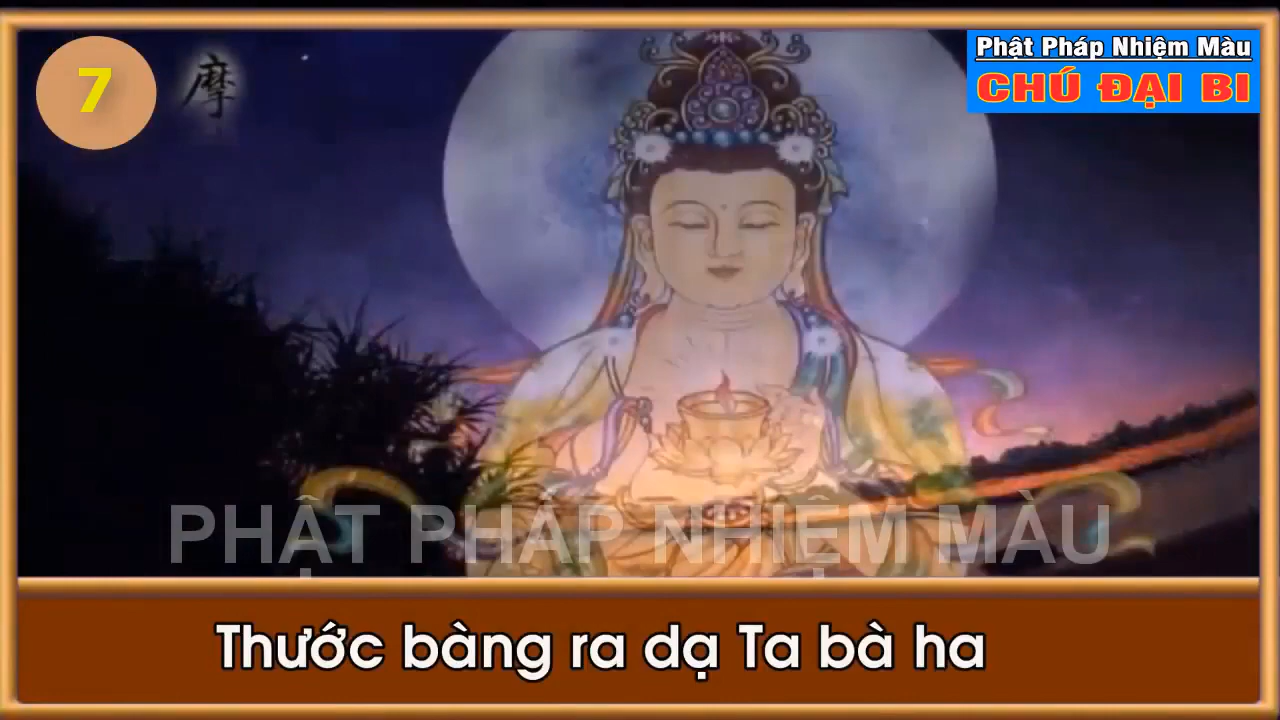 7
摩
Phật Pháp Nhiệm Màu
CHÚ ĐẠI BI
PHẬT PHÁP NHIỆM MÀU
Thước bàng ra dạ Ta bà ha